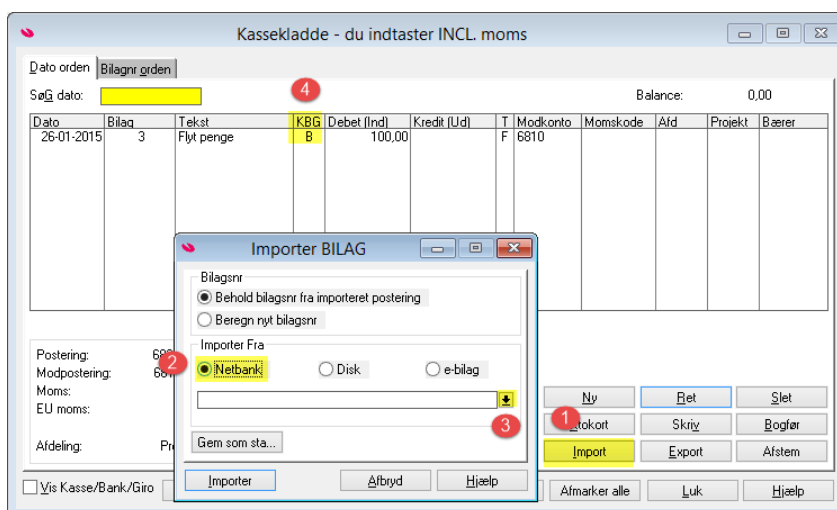 Kassekladde - du indtaster INCL. moms
Dato orden Bilagnr orden
SøG dato: 4 Balance: 0,00
Dato Bilag Tekst KBG Debet (Ind) Kredit (Ud) T Modkonto Momskode Afd Projekt Bærer
26-01-2015 3 Flyt penge B 100,00 F 6810
Importer BILAG
Bilagsnr
Behold bilagsnr fra importeret postering
Beregn nyt bilagsnr
Importer Fra
Postering:
2 Netbank Disk e-bilag
Modpostering:
Moms:
EU moms:
3
Ny Ret Slet
1 Skriv Bogfør
Afdeling:
Gem som sta...
Import Export Afstem
Importer Afbryd Hjælp
Vis Kasse/Bank/Giro Afmarker alle Luk Hjælp